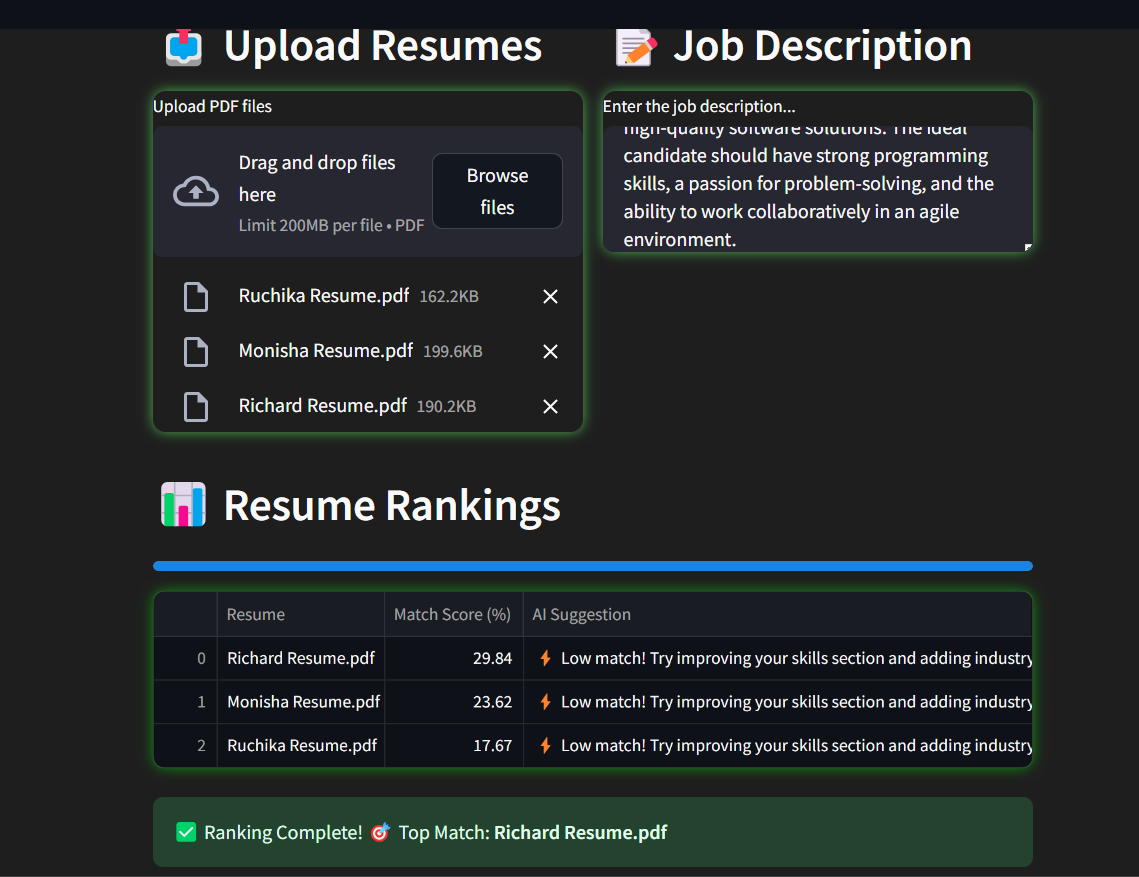 Upload Resumes
Job Description
Upload PDF files
Drag and drop files
here
Limit 200MB per file • PDF
Browse
files
Ruchika Resume.pdf 162.2KB
Monisha Resume.pdf 199.6KB
Richard Resume.pdf 190.2KB
Enter the job description...
high-quality software solutions. The ideal
candidate should have strong programming
skills, a passion for problem-solving, and the
ability to work collaboratively in an agile
environment.
Resume Rankings
Resume Match Score (%) AI Suggestion
0 Richard Resume.pdf 29.84 Low match! Try improving your skills section and adding industry
1 Monisha Resume.pdf 23.62 Low match! Try improving your skills section and adding industry
2 Ruchika Resume.pdf 17.67 Low match! Try improving your skills section and adding industry
Ranking Complete! Top Match: Richard Resume.pdf